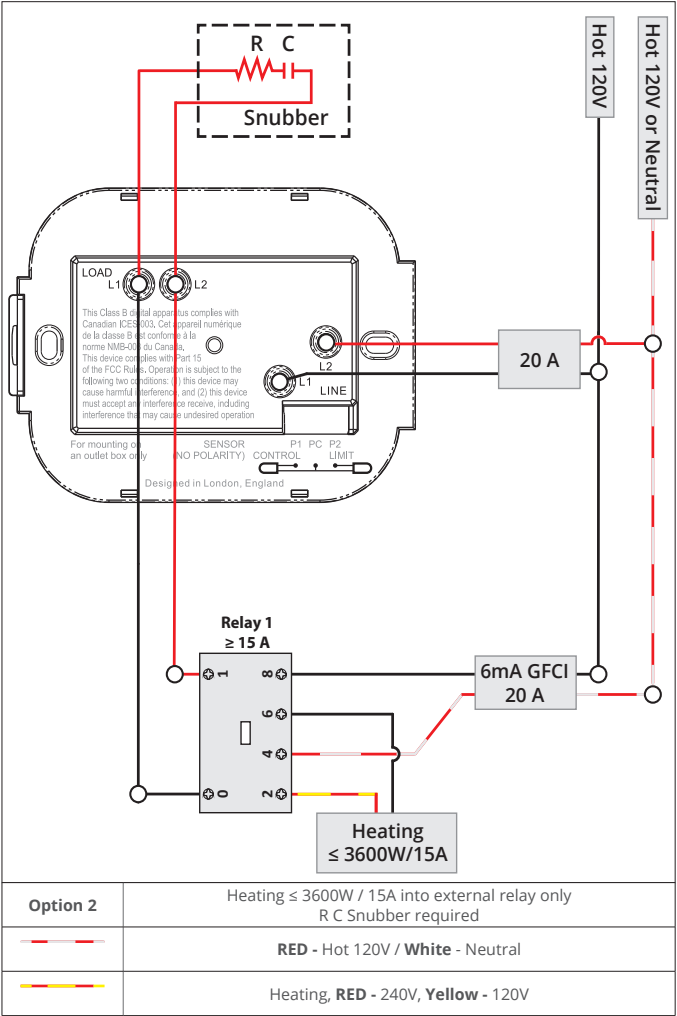 R C
Snubber
Hot 120V
Hot 120V or Neutral
LOAD
L1
L2
This Class B digital apparatus complies with
Canadian ICES-003, Cet appareil numérique
de la classe B est conforme à la
norme NMB-003 du Canada,
This device complies with Part 15
of the FCC Rules. Operation is subject to the
following two conditions: (1) this device may
cause harmful interference, and (2) this device
must accept any interference receive, including
interference that may cause undesired operation
L2
L1
LINE
20 A
For mounting on
an outlet box only
SENSOR
(NO POLARITY)
CONTROL
P1 PC P2
LIMIT
Designed in London, England
Relay 1
≥ 15 A
1
8
6
4
0
2
6mA GFCI
20 A
Heating
≤ 3600W/15A
Option 2
Heating ≤ 3600W / 15A into external relay only
R C Snubber required
RED - Hot 120V / White - Neutral
Heating, RED - 240V, Yellow - 120V